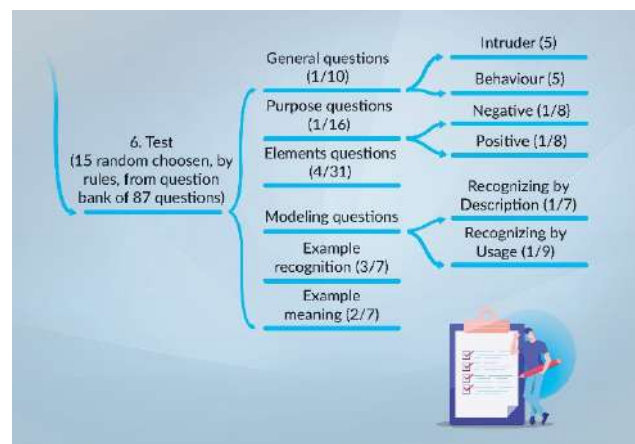 6. Test
(15 random choosen, by
rules, from question
bank of 87 questions)
General questions
(1/10)
Intruder (5)
Behaviour (5)
Purpose questions
(1/16)
Negative (1/8)
Positive (1/8)
Elements questions
(4/31)
Modeling questions
Recognizing by
Description (1/7)
Recognizing by
Usage (1/9)
Example
recognition (3/7)
Example
meaning (2/7)